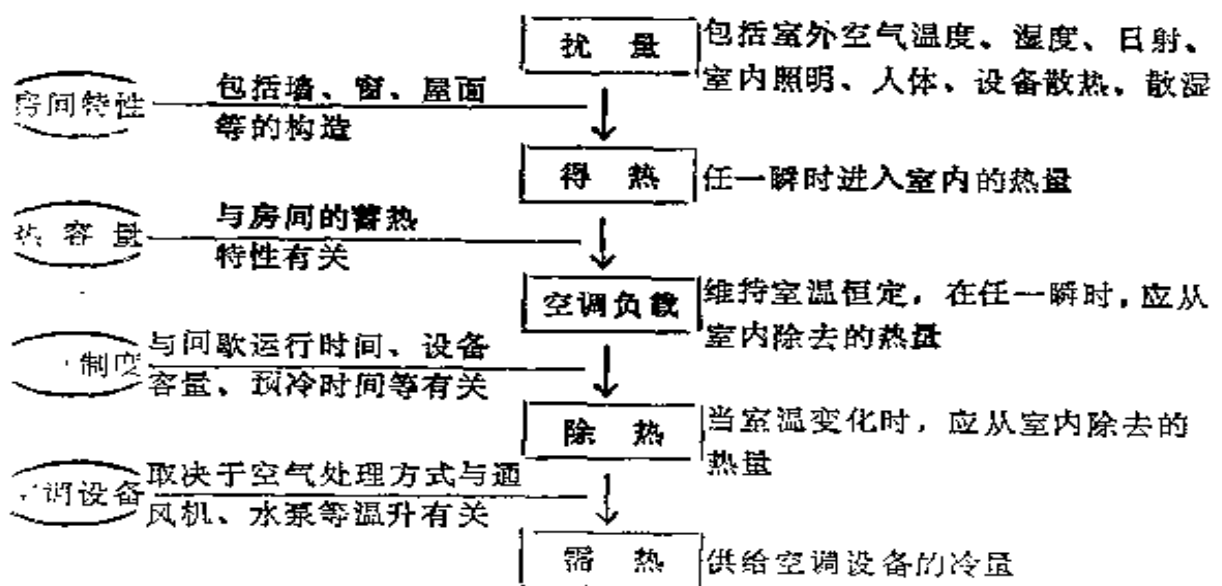 扰 量
包括室外空气温度、湿度、日射、
室内照明、人体、设备散热、散湿
房间特性
包括墙、窗、屋面
等的构造
得 热
任一瞬时进入室内的热量
热容量
与房间的蓄热
特性有关
空调负载
维持室温恒定，在任一瞬时，应从
室内除去的热量
制度
与间歇运行时间、设备
容量、预冷时间等有关
除 热
当室温变化时，应从室内除去的
热量
调设备
取决于空气处理方式与通
风机、水泵等温升有关
需 热
供给空调设备的冷量